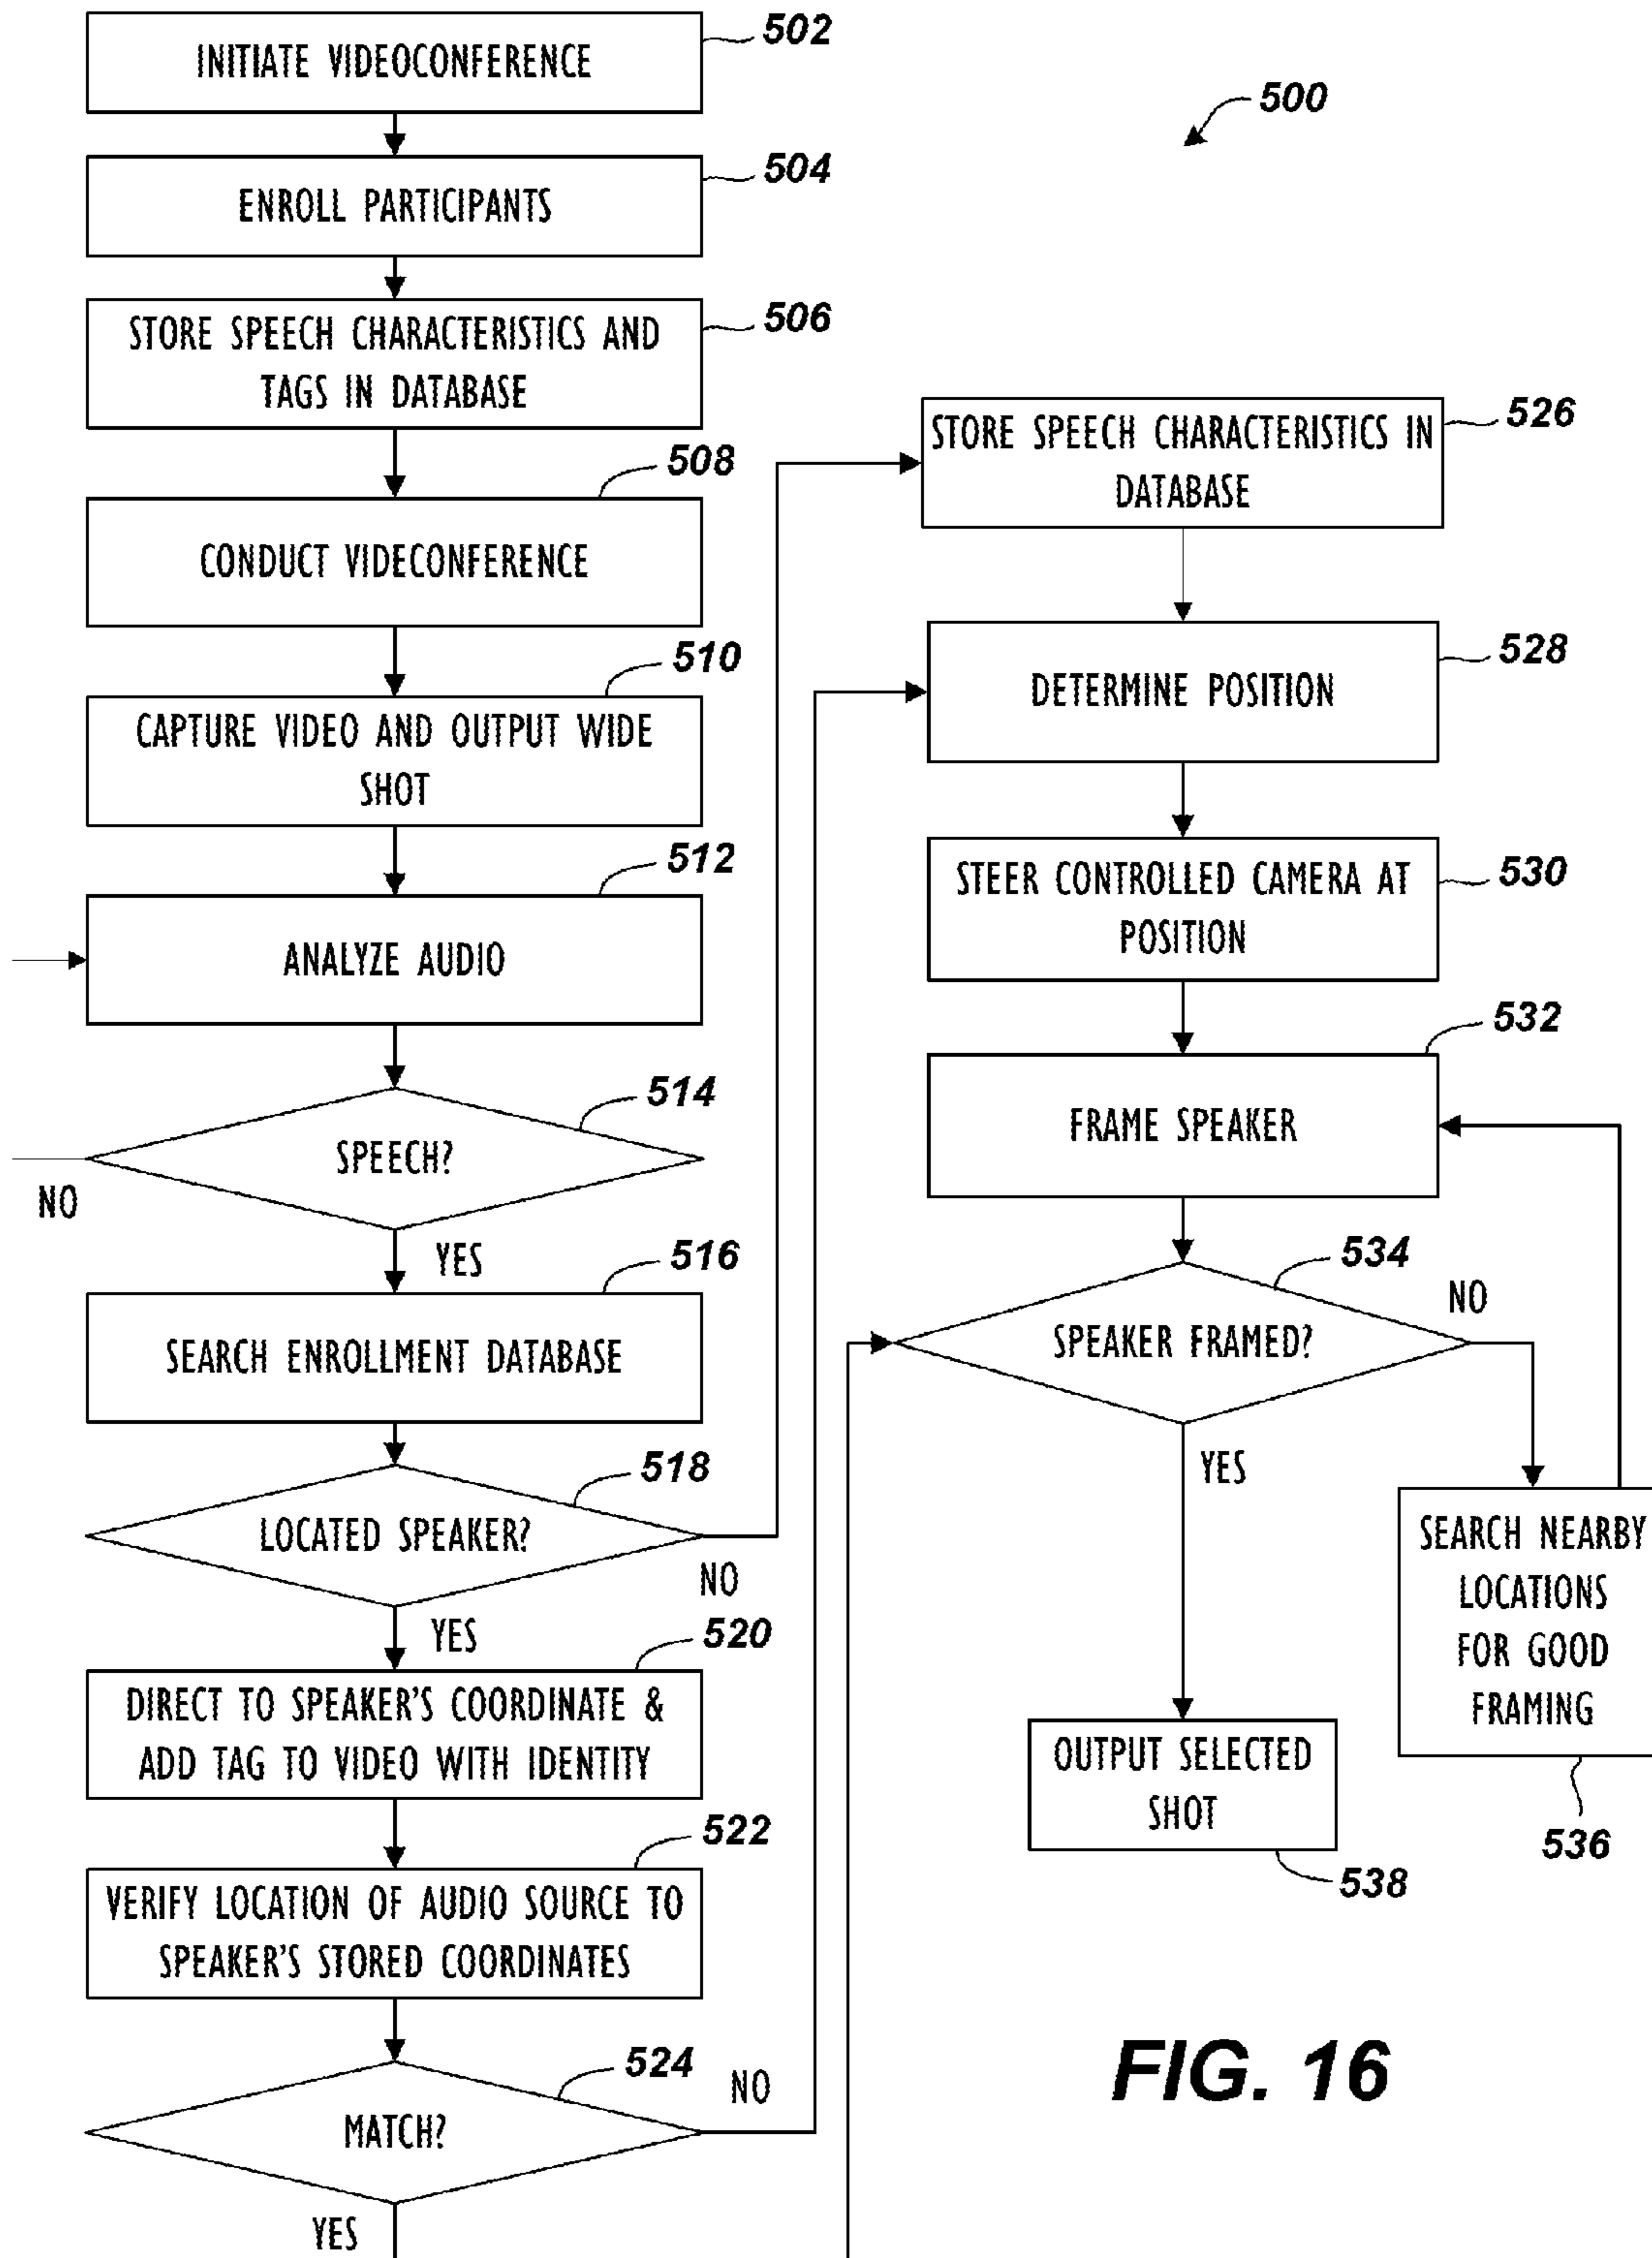 INITIATE VIDEOCONFERENCE
502
500
ENROLL PARTICIPANTS
504
STORE SPEECH CHARACTERISTICS AND
TAGS IN DATABASE
506
CONDUCT VIDECONFERENCE
508
CAPTURE VIDEO AND OUTPUT WIDE
SHOT
510
ANALYZE AUDIO
512
SPEECH?
514
NO
YES
SEARCH ENROLLMENT DATABASE
516
LOCATED SPEAKER?
518
NO
YES
DIRECT TO SPEAKER'S COORDINATE &
ADD TAG TO VIDEO WITH IDENTITY
520
VERIFY LOCATION OF AUDIO SOURCE TO
SPEAKER'S STORED COORDINATES
522
MATCH?
524
NO
YES
STORE SPEECH CHARACTERISTICS IN
DATABASE
526
DETERMINE POSITION
528
STEER CONTROLLED CAMERA AT
POSITION
530
FRAME SPEAKER
532
SPEAKER FRAMED?
534
NO
YES
SEARCH NEARBY
LOCATIONS
FOR GOOD
FRAMING
536
OUTPUT SELECTED
SHOT
538
FIG. 16